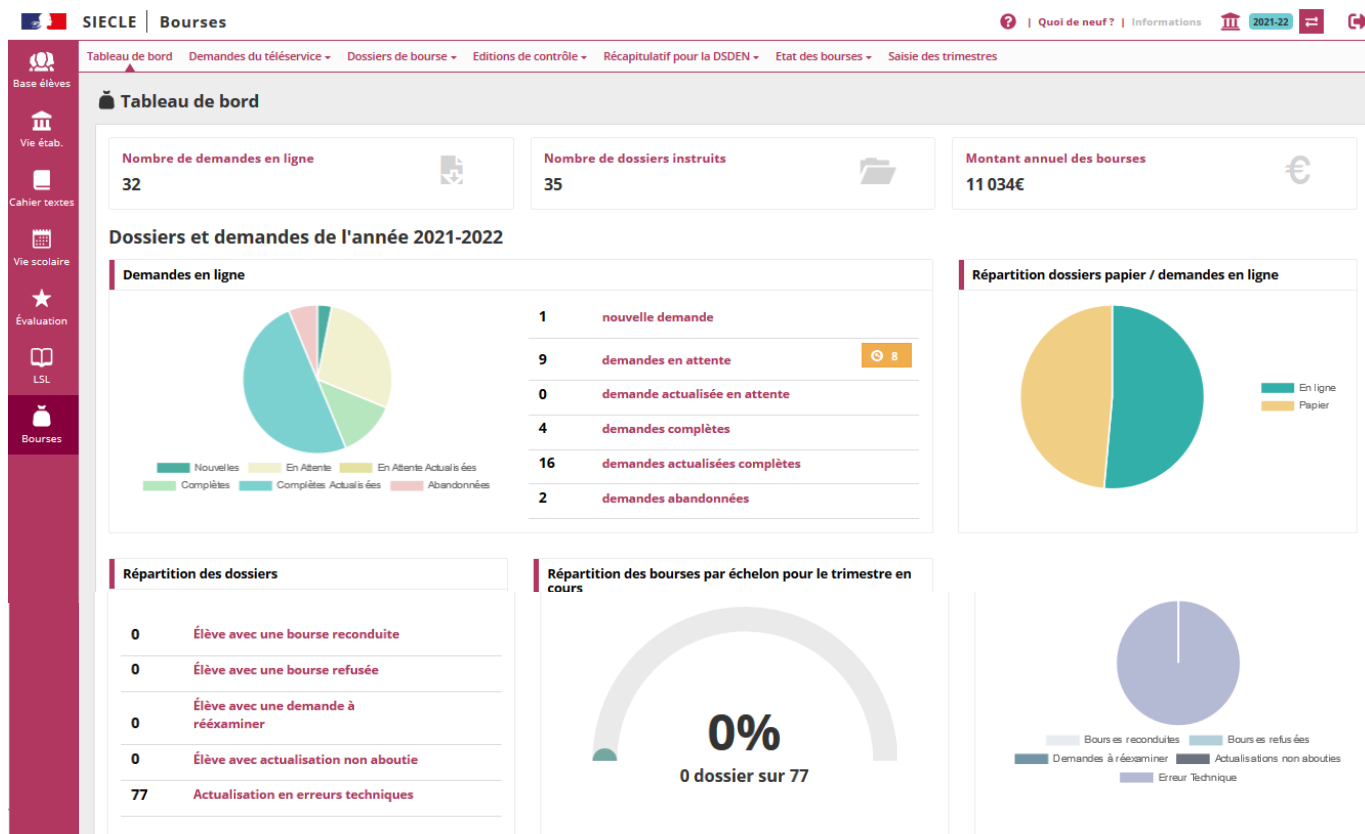 SIECLE | Bourses
| Quoi de neuf ? | Informations
2021-22
Base élèves
Vie étab.
Cahier textes
Vie scolaire
Évaluation
LSL
Bourses
Tableau de bord Demandes du téléservice Dossiers de bourse Editions de contrôle Récapitulatif pour la DSDEN Etat des bourses Saisie des trimestres
Tableau de bord
Nombre de demandes en ligne
32
Nombre de dossiers instruits
35
Montant annuel des bourses
11 034€
€
Dossiers et demandes de l'année 2021-2022
Demandes en ligne
Nouvelles En Attente En Attente Actualisées
Complètes Complètes Actualisées Abandonnées
1 nouvelle demande
9 demandes en attente 8
0 demande actualisée en attente
4 demandes complètes
16 demandes actualisées complètes
2 demandes abandonnées
Répartition dossiers papier / demandes en ligne
En ligne
Papier
Répartition des dossiers
0 Élève avec une bourse reconduite
0 Élève avec une bourse refusée
Élève avec une demande à
0 rééxaminer
0 Élève avec actualisation non aboutie
77 Actualisation en erreurs techniques
Répartition des bourses par échelon pour le trimestre en
cours
0%
0 dossier sur 77
Bourses reconduites Bourses refusées
Demandes à réexaminer Actualisations non abouties
Erreur Technique